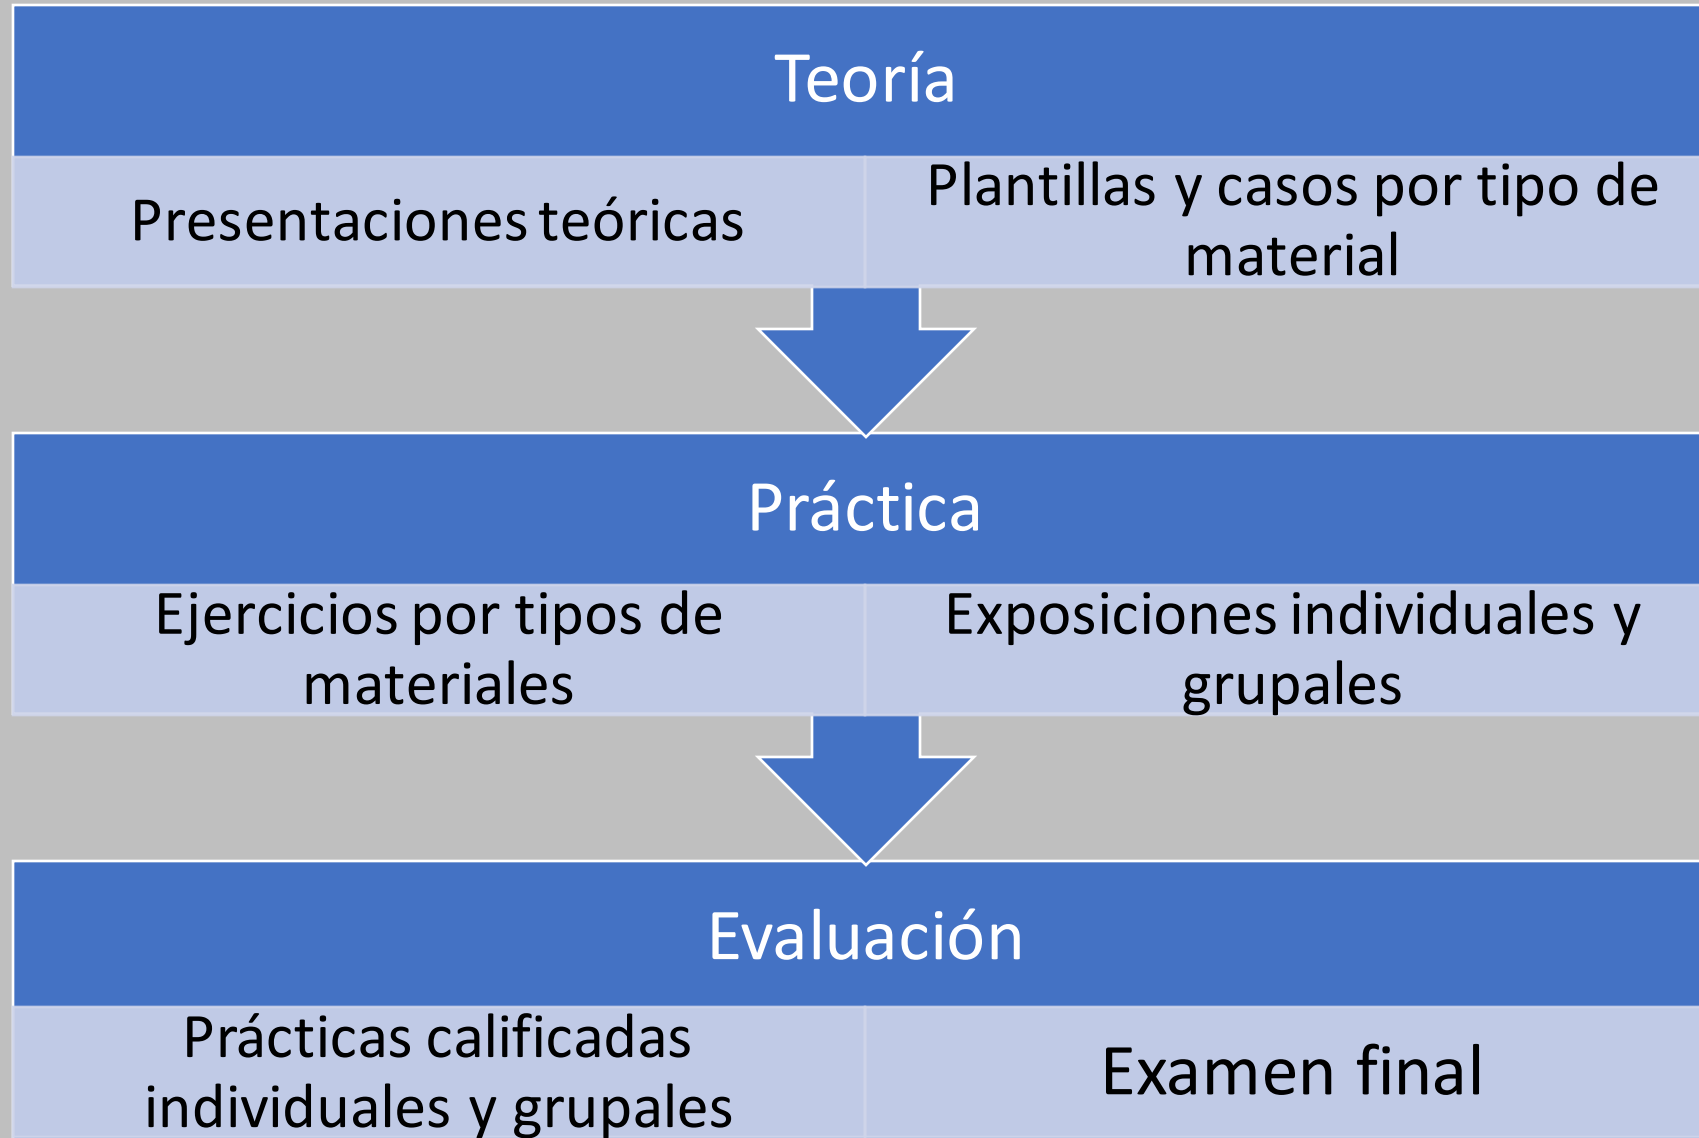 Teoría
Presentaciones teóricas
Plantillas y casos por tipo de
material
Práctica
Ejercicios por tipos de
materiales
Exposiciones individuales y
grupales
Evaluación
Prácticas calificadas
individuales y grupales
Examen final